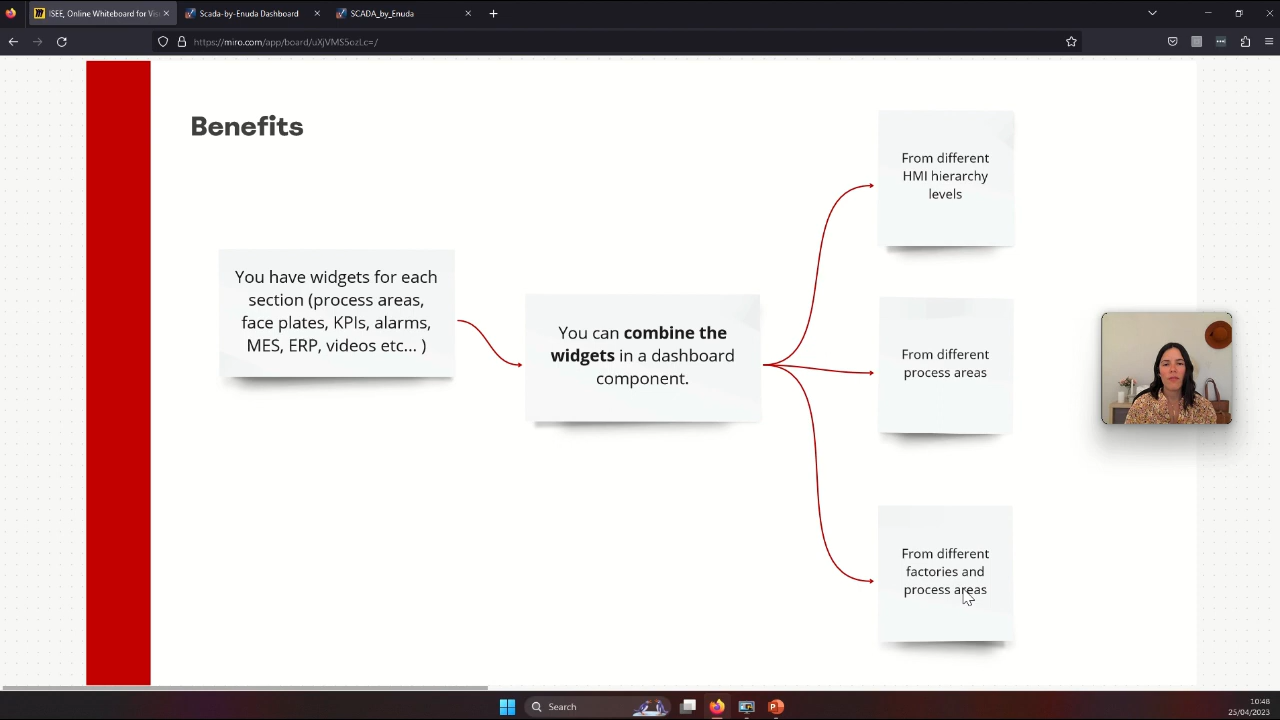 ISEE, Online Whiteboard for Vis
Scada-by-Enuda Dashboard
SCADA_by_Enuda
https://miro.com/app/board/uXjVMS5ozLc=/
Benefits
From different
HMI hierarchy
levels
You have widgets for each
section (process areas,
face plates, KPIs, alarms,
MES, ERP, videos etc... )
You can combine the
widgets in a dashboard
component.
From different
process areas
From different
factories and
process areas
Search
10:48
25/04/2023